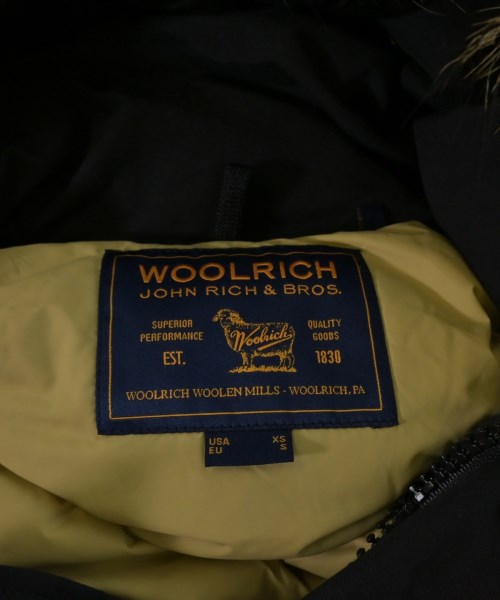 WOOLRICH
JOHN RICH & BROS.
SUPERIOR PERFORMANCE
Woolrich
QUALITY GOODS
EST.
1830
WOOLRICH WOOLEN MILLS - WOOLRICH, PA
USA XS
EU S